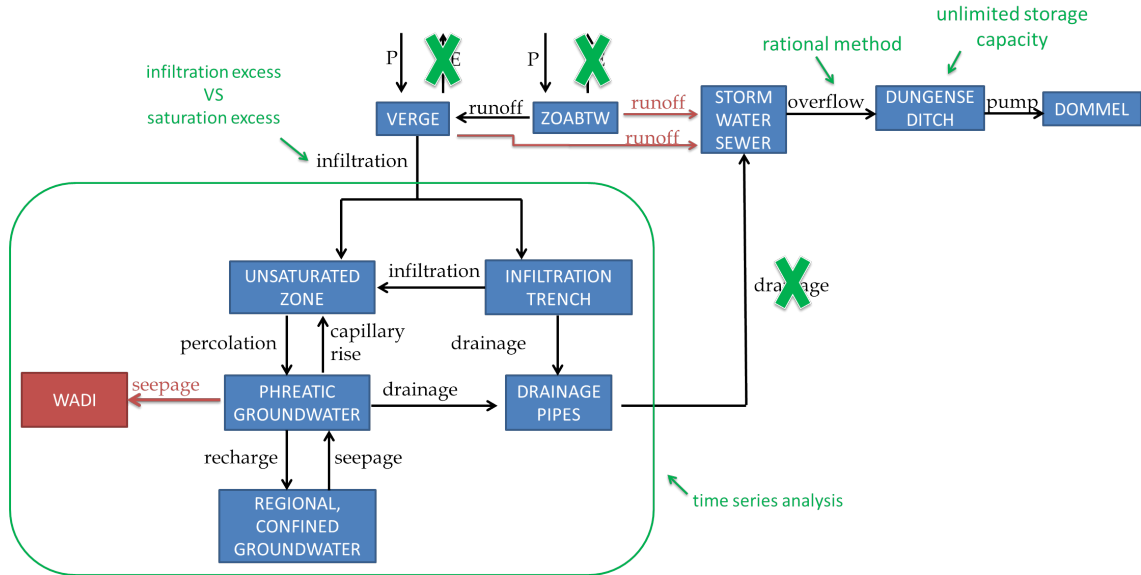 unlimited storage
capacity
rational method
infiltration excess
VS
saturation excess
P
E
P
runoff
runoff
VERGE
ZOABTW
STORM
WATER
SEWER
overflow
DUNGENSE
DITCH
pump
DOMMEL
runoff
infiltration
UNSATURATED
ZONE
infiltration
INFILTRATION
TRENCH
drainage
percolation
capillary
rise
drainage
WADI
seepage
PHREATIC
GROUNDWATER
drainage
DRAINAGE
PIPES
recharge
seepage
REGIONAL,
CONFINED
GROUNDWATER
time series analysis